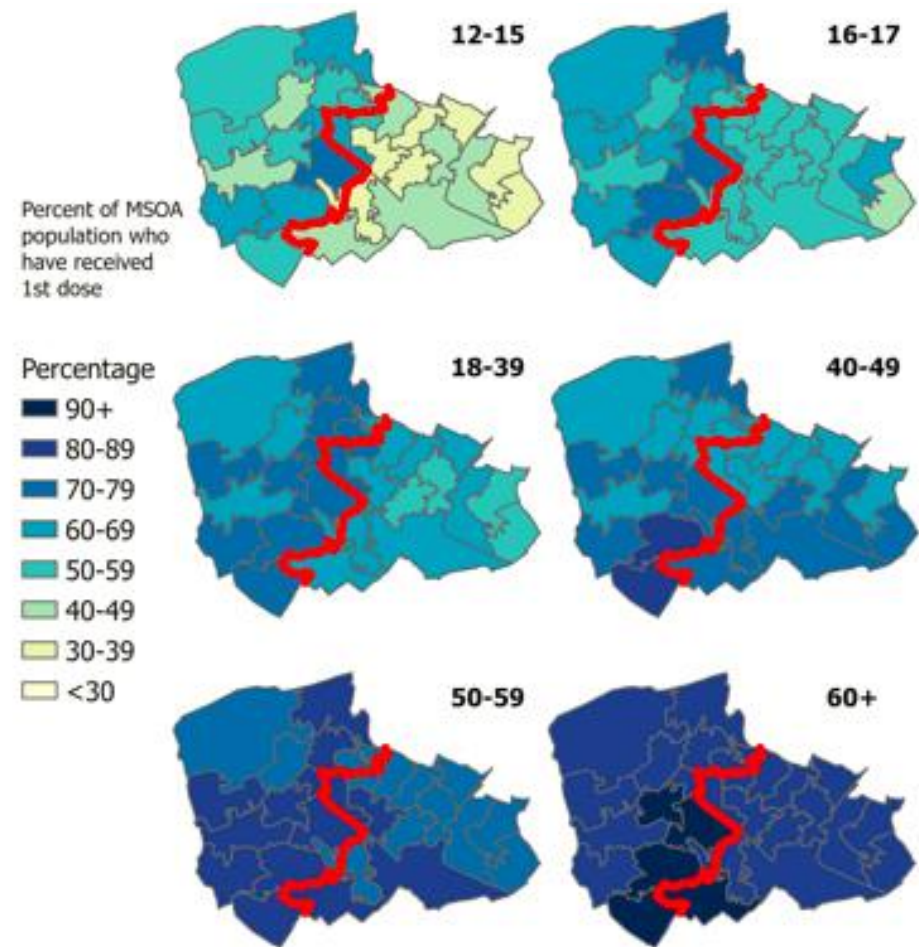 12-15
16-17
Percent of MSOA
population who
have received
1st dose
18-39
40-49
Percentage
90+
80-89
70-79
60-69
50-59
40-49
30-39
<30
50-59
60+